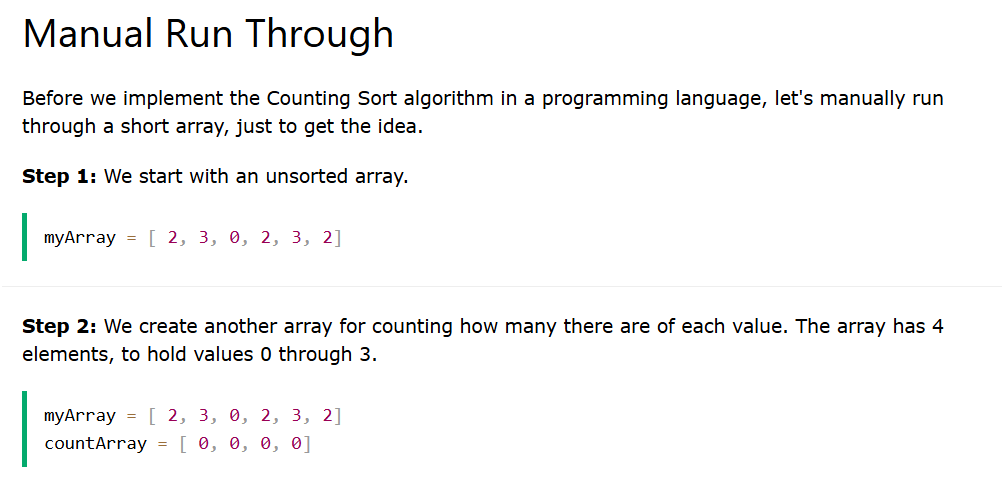 Manual Run Through
Before we implement the Counting Sort algorithm in a programming language, let's manually run
through a short array, just to get the idea.
Step 1: We start with an unsorted array.
myArray = [ 2, 3, 0, 2, 3, 2]
Step 2: We create another array for counting how many there are of each value. The array has 4
elements, to hold values 0 through 3.
myArray = [ 2, 3, 0, 2, 3, 2]
countArray = [ 0, 0, 0, 0]